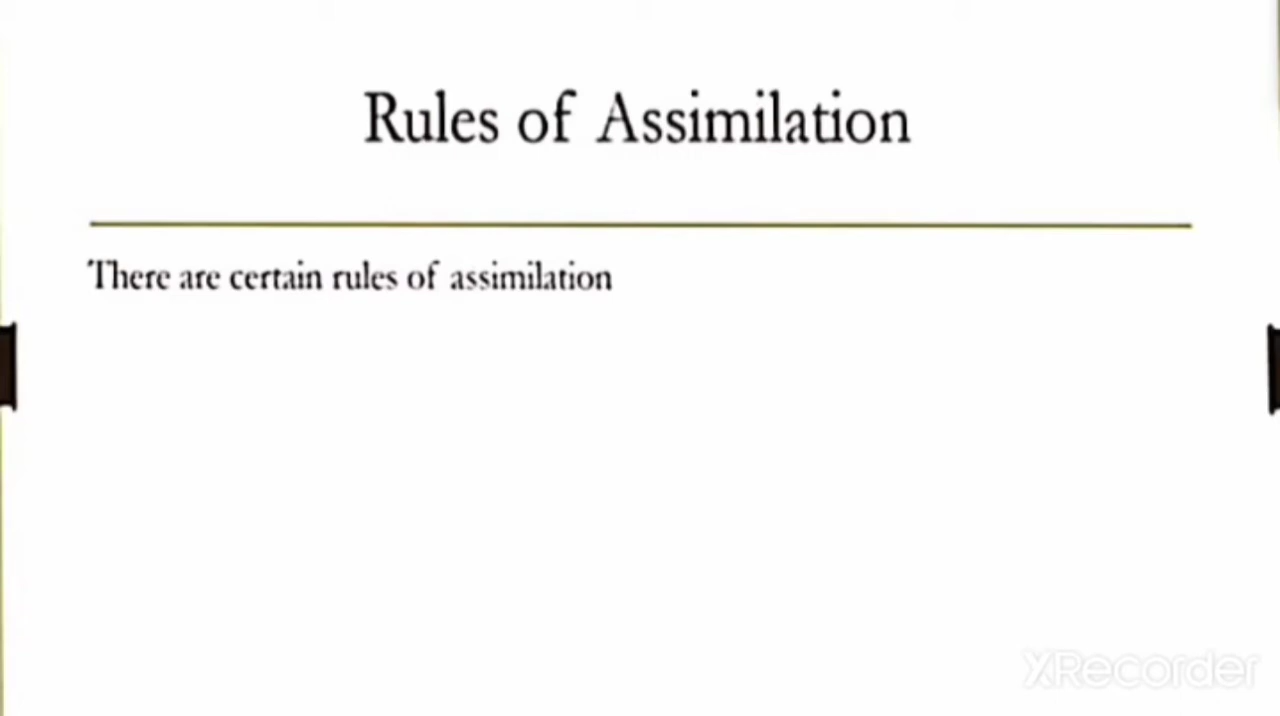 Rules of Assimilation
There are certain rules of assimilation
XRecorder